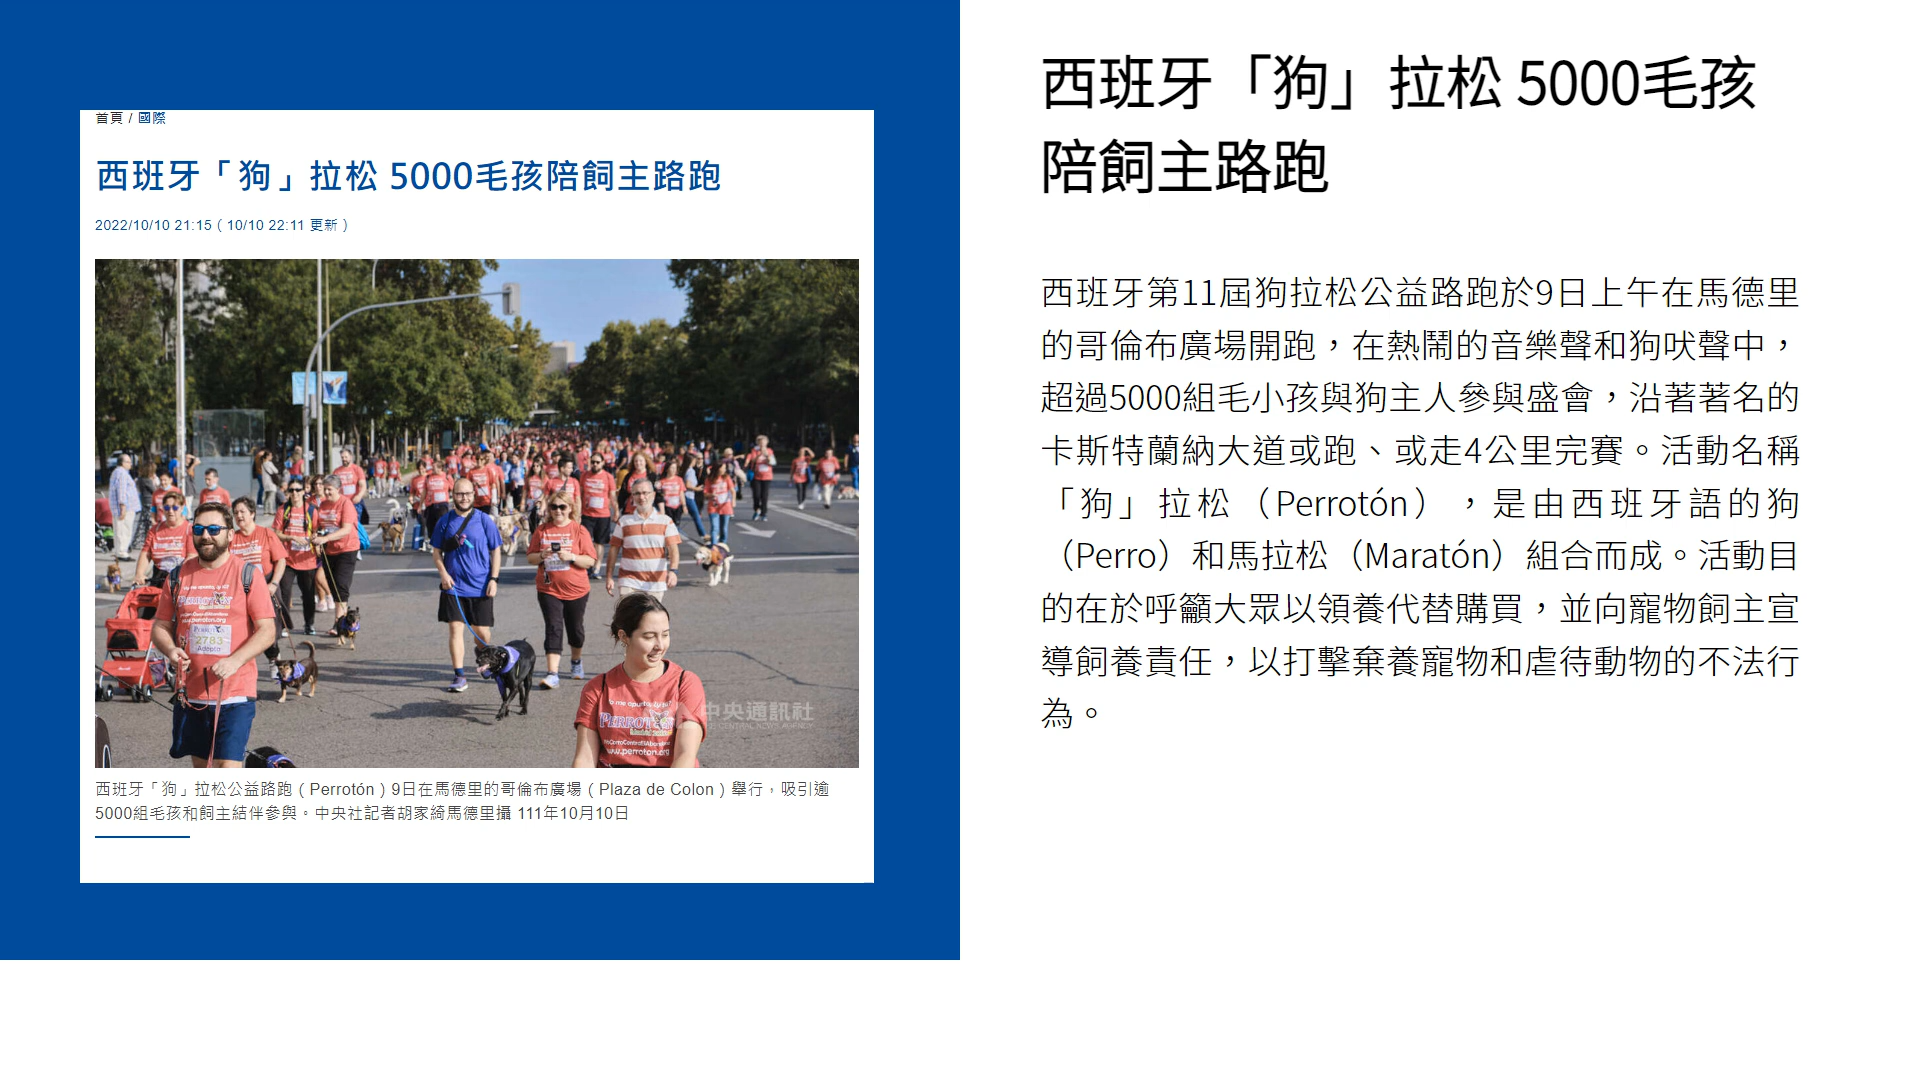 首頁 / 國際
西班牙「狗」拉松 5000毛孩陪飼主路跑
2022/10/10 21:15（10/10 22:11 更新）
PERROTON
2783
Adopta
PERROTON
www.perroton.org
中央通訊社
西班牙「狗」拉松公益路跑（Perrotón）9日在馬德里的哥倫布廣場（Plaza de Colon）舉行，吸引逾
5000組毛孩和飼主結伴參與。中央社記者胡家綺馬德里攝 111年10月10日
西班牙「狗」拉松 5000毛孩
陪飼主路跑
西班牙第11屆狗拉松公益路跑於9日上午在馬德里
的哥倫布廣場開跑，在熱鬧的音樂聲和狗吠聲中，
超過5000組毛小孩與狗主人參與盛會，沿著著名的
卡斯特蘭納大道或跑、或走4公里完賽。活動名稱
「狗」拉松（Perrotón），是由西班牙語的狗
（Perro）和馬拉松（Maratón）組合而成。活動目
的在於呼籲大眾以領養代替購買，並向寵物飼主宣
導飼養責任，以打擊棄養寵物和虐待動物的不法行
為。